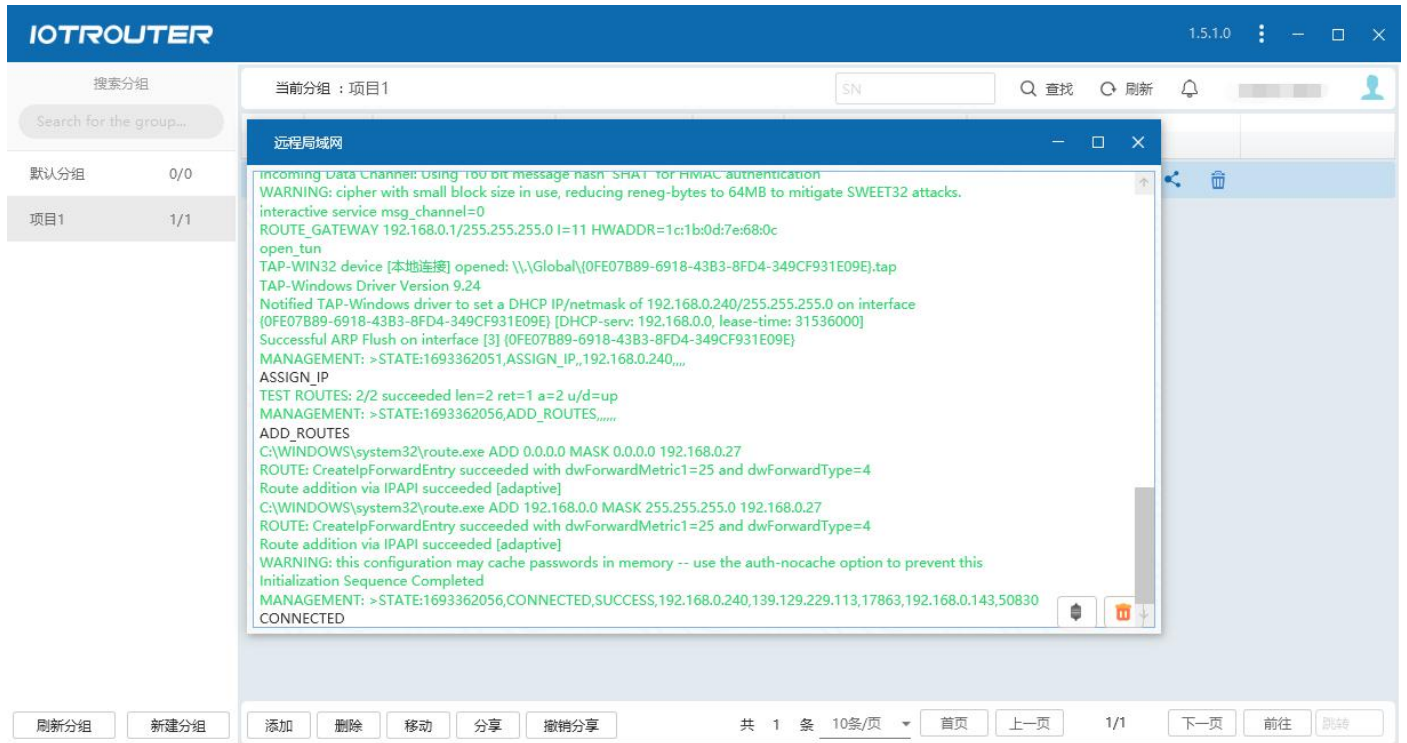 IOTROUTER
1.5.1.0
搜索分组
Search for the group...
默认分组 0/0
项目1 1/1
当前分组 ：项目1
SN
查找
刷新
远程局域网
Incoming Data Channel: Using 160 bit message hash 'SHA1' for HMAC authentication
WARNING: cipher with small block size in use, reducing reneg-bytes to 64MB to mitigate SWEET32 attacks.
interactive service msg_channel=0
ROUTE_GATEWAY 192.168.0.1/255.255.255.0 I=11 HWADDR=1c:1b:0d:7e:68:0c
open_tun
TAP-WIN32 device [本地连接] opened: \\.\Global\{0FE07B89-6918-43B3-8FD4-349CF931E09E}.tap
TAP-Windows Driver Version 9.24
Notified TAP-Windows driver to set a DHCP IP/netmask of 192.168.0.240/255.255.255.0 on interface
{0FE07B89-6918-43B3-8FD4-349CF931E09E} [DHCP-serv: 192.168.0.0, lease-time: 31536000]
Successful ARP Flush on interface [3] {0FE07B89-6918-43B3-8FD4-349CF931E09E}
MANAGEMENT: >STATE:1693362051,ASSIGN_IP,,192.168.0.240,,,,
ASSIGN_IP
TEST ROUTES: 2/2 succeeded len=2 ret=1 a=2 u/d=up
MANAGEMENT: >STATE:1693362056,ADD_ROUTES,,,,,,
ADD_ROUTES
C:\WINDOWS\system32\route.exe ADD 0.0.0.0 MASK 0.0.0.0 192.168.0.27
ROUTE: CreateIpForwardEntry succeeded with dwForwardMetric1=25 and dwForwardType=4
Route addition via IPAPI succeeded [adaptive]
C:\WINDOWS\system32\route.exe ADD 192.168.0.0 MASK 255.255.255.0 192.168.0.27
ROUTE: CreateIpForwardEntry succeeded with dwForwardMetric1=25 and dwForwardType=4
Route addition via IPAPI succeeded [adaptive]
WARNING: this configuration may cache passwords in memory -- use the auth-nocache option to prevent this
Initialization Sequence Completed
MANAGEMENT: >STATE:1693362056,CONNECTED,SUCCESS,192.168.0.240,139.129.229.113,17863,192.168.0.143,50830
CONNECTED
刷新分组 新建分组 添加 删除 移动 分享 撤销分享 共 1 条 10条/页 首页 上一页 1/1 下一页 前往 跳转